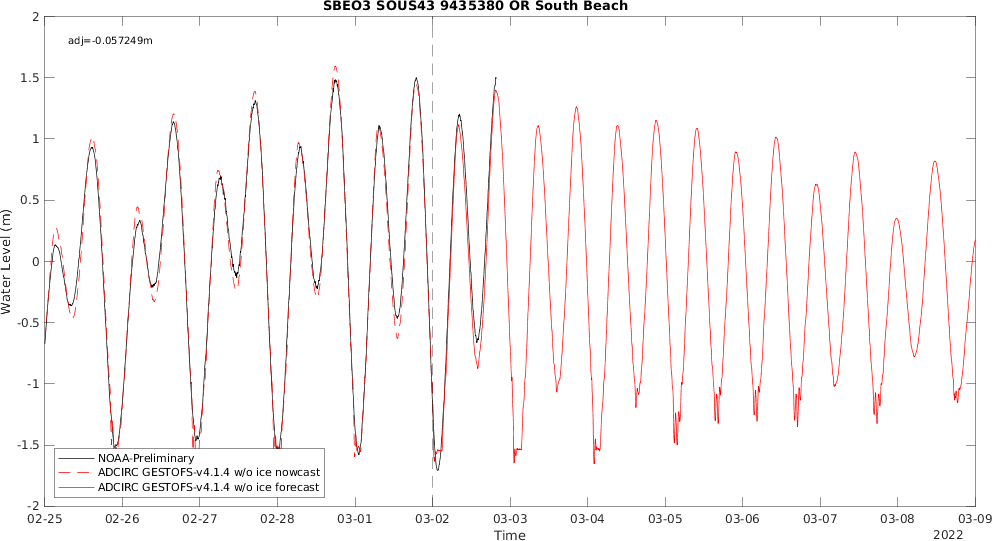 SBEO3 SOUS43 9435380 OR South Beach
adj=-0.057249m
2
1.5
1
0.5
0
-0.5
-1
-1.5
-2
Water Level (m)
NOAA-Preliminary
ADCIRC GESTOFS-v4.1.4 w/o ice nowcast
ADCIRC GESTOFS-v4.1.4 w/o ice forecast
02-25 02-26 02-27 02-28 03-01 03-02 03-03 03-04 03-05 03-06 03-07 03-08 03-09
Time
2022